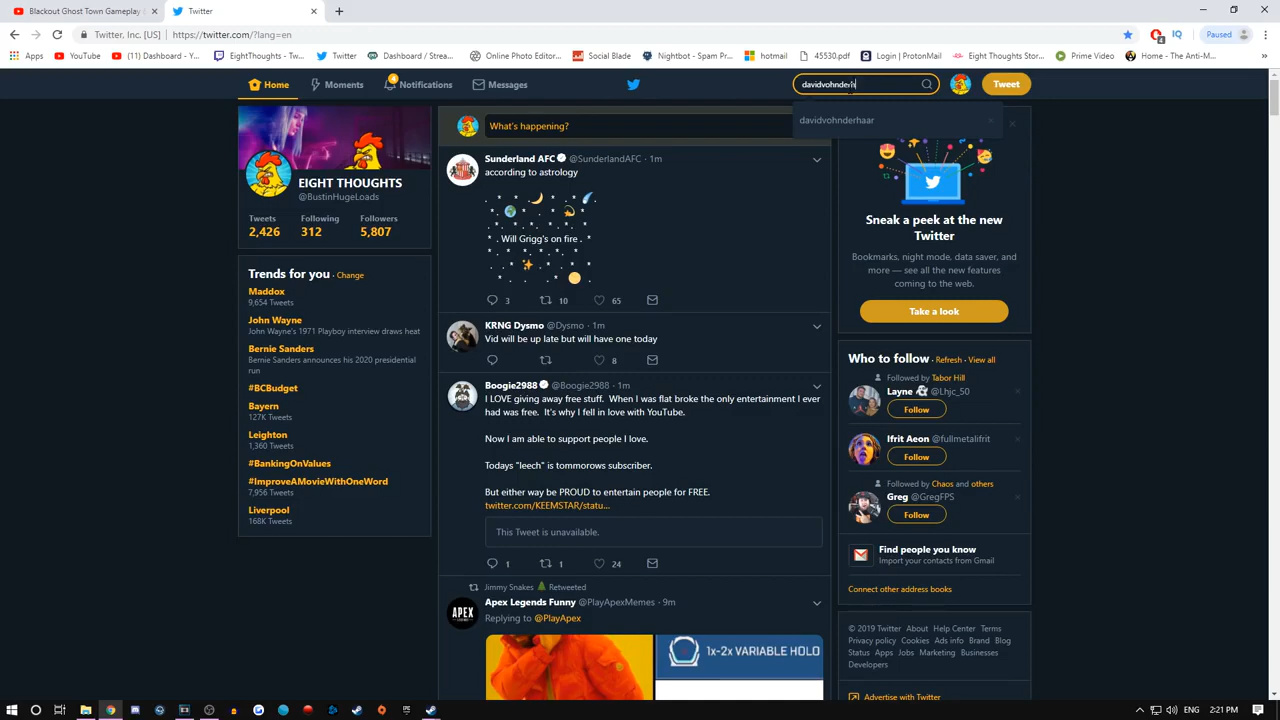 Blackout Ghost Town Gameplay
Twitter
Twitter, Inc. [US]
https://twitter.com/?lang=en
Paused
Apps
YouTube
(11) Dashboard - Y...
EightThoughts - Tw...
Twitter
Dashboard / Strea...
Photo Editor...
Social Blade
Nightbot - Spam Pr...
hotmail
45530.pdf
Login | ProtonMail
Eight Thoughts Stor...
Prime Video
Home - The Anti-M...
Home
Moments
4
Notifications
Messages
Tweet
davidvohnderhaar
What's happening?
EIGHT THOUGHTS
@BustinHugeLoads
Tweets Following Followers
2,426 312 5,807
Trends for you · Change
Maddox
9,654 Tweets
John Wayne
John Wayne's 1971 Playboy interview draws heat
Bernie Sanders
Bernie Sanders announces his 2020 presidential
run
#BCBudget
Bayern
127K Tweets
Leighton
1,360 Tweets
#BankingOnValues
#ImproveAMovieWithOneWord
7,956 Tweets
Liverpool
168K Tweets
Sunderland AFC @SunderlandAFC · 1m
according to astrology
. Will Grigg's on fire .
3 10 65
KRNG Dysmo @Dysmo · 1m
Vid will be up late but will have one today
8
Boogie2988 @Boogie2988 · 1m
I LOVE giving away free stuff. When I was flat broke the only entertainment I ever
had was free. It's why I fell in love with YouTube.
Now I am able to support people I love.
Todays "leech" is tommorows subscriber.
But either way be PROUD to entertain people for FREE.
twitter.com/KEEMSTAR/statu...
This Tweet is unavailable.
1 1 24
Jimmy Snakes Retweeted
Apex Legends Funny @PlayApexMemes · 9m
Replying to @PlayApex
APEX
1x-2x VARIABLE HOLO
Sneak a peek at the new
Twitter
Bookmarks, night mode, data saver, and
more — see all the new features
coming to the web.
Take a look
Who to follow · Refresh · View all
Followed by Tabor Hill
Layne @Lhjc_50
Follow
Ifrit Aeon @fullmetalifrit
Follow
Followed by Chaos and others
Greg @GregFPS
Follow
Find people you know
Import your contacts from Gmail
Connect other address books
© 2019 Twitter About Help Center Terms
Privacy policy Cookies Ads info Brand Blog
Status Apps Jobs Marketing Businesses
Developers
Advertise with Twitter
ENG 2:21 PM